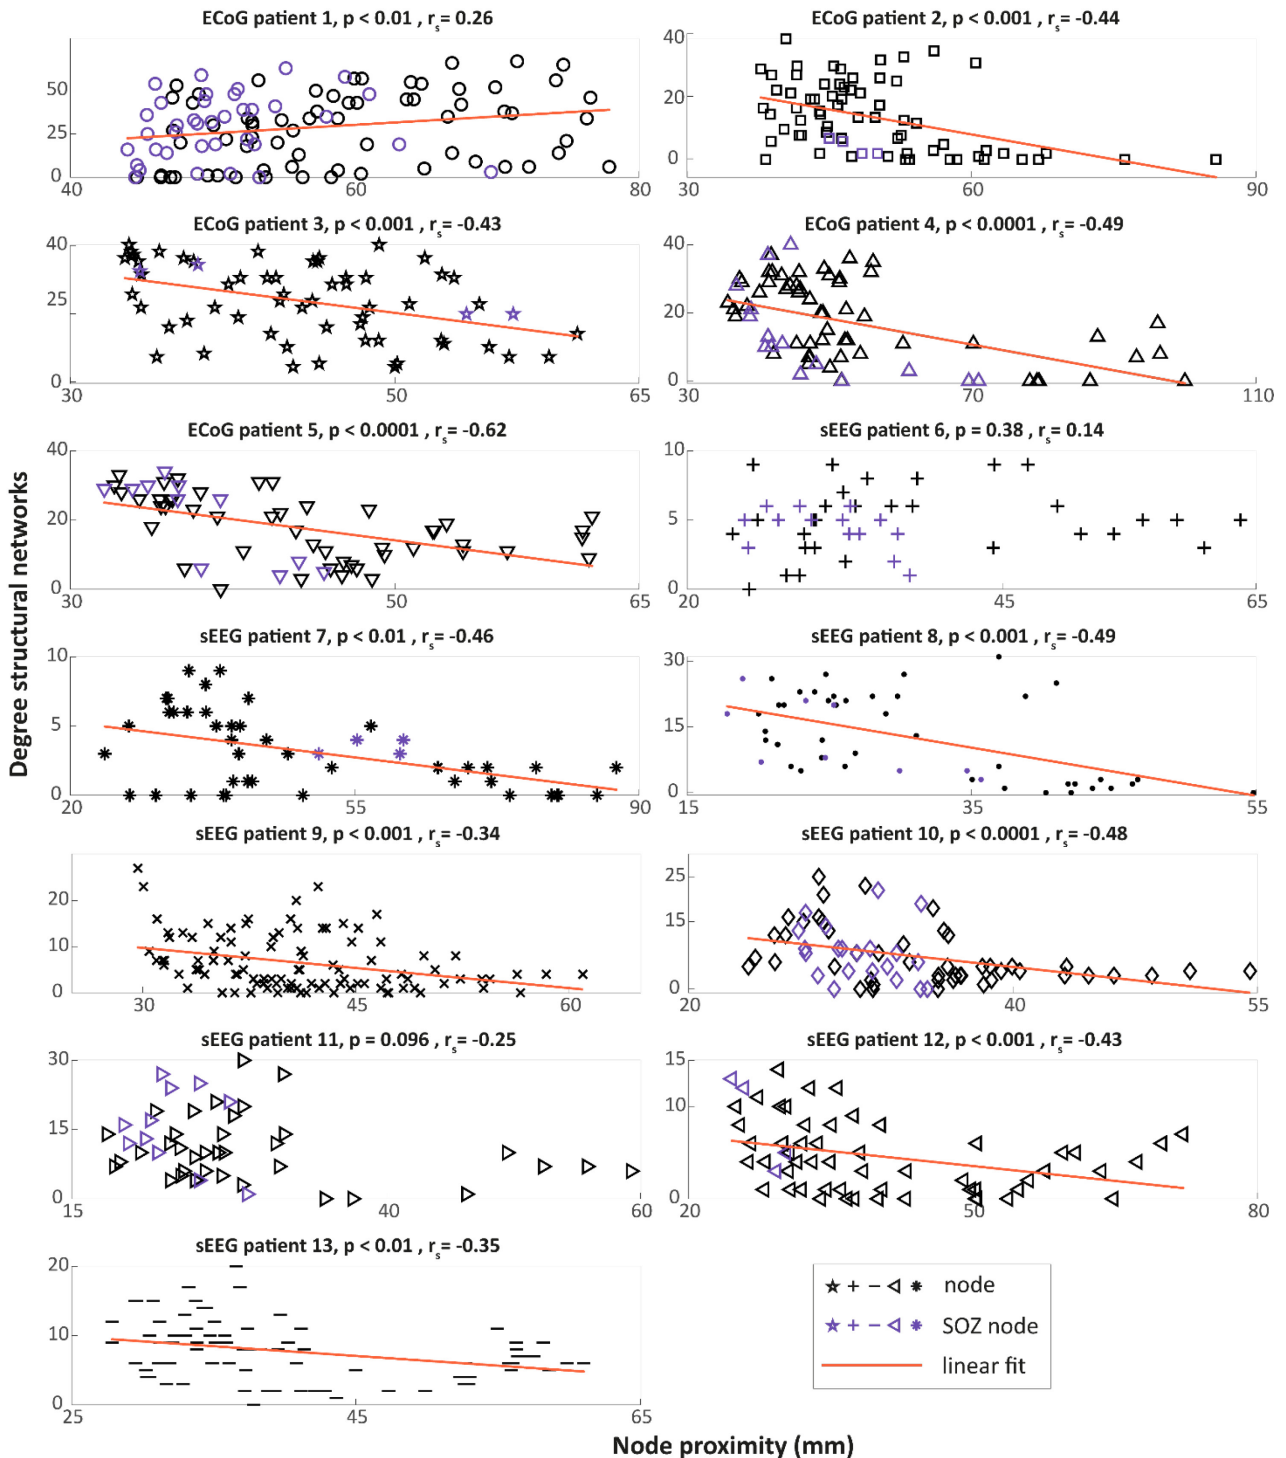 ECoG patient 1, p < 0.01 , rs= 0.26
50
25
0
40 60 80
ECoG patient 2, p < 0.001 , rs= -0.44
40
20
0
30 60 90
ECoG patient 3, p < 0.001 , rs= -0.43
40
25
0
30 50 65
ECoG patient 4, p < 0.0001 , rs= -0.49
40
20
0
70 110
ECoG patient 5, p < 0.0001 , rs= -0.62
40
20
0
30 50 65
sEEG patient 6, p = 0.38 , rs= 0.14
10
5
0
20 45 65
sEEG patient 7, p < 0.01 , rs= -0.46
10
5
0
20 55 90
sEEG patient 8, p < 0.001 , rs= -0.49
30
15
0
15 35 55
sEEG patient 9, p < 0.001 , rs= -0.34
20
10
0
30 45 60
sEEG patient 10, p < 0.0001 , rs= -0.48
25
15
0
40 55
sEEG patient 11, p = 0.096 , rs= -0.25
30
15
0
15 40 60
sEEG patient 12, p < 0.001 , rs= -0.43
15
10
5
0
20 50 80
sEEG patient 13, p < 0.01 , rs= -0.35
20
10
0
25 45 65
node
SOZ node
linear fit
Degree structural networks
Node proximity (mm)